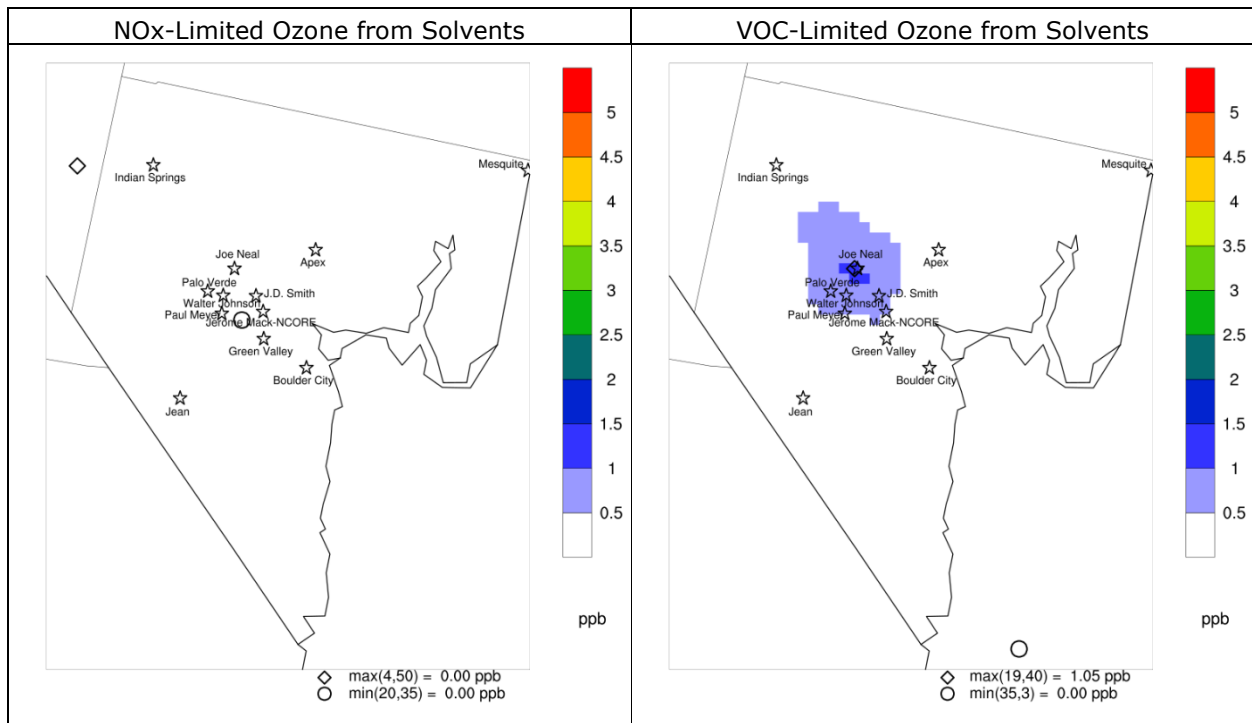 NOx-Limited Ozone from Solvents
Indian Springs
Mesquite
Joe Neal
Apex
Palo Verde
J.D. Smith
Walter Johnson
Paul Meyer
Jerome Mack-NCORE
Green Valley
Boulder City
Jean
5
4.5
4
3.5
3
2.5
2
1.5
1
0.5
ppb
max(4,50) = 0.00 ppb
min(20,35) = 0.00 ppb
VOC-Limited Ozone from Solvents
Indian Springs
Mesquite
Joe Neal
Apex
Palo Verde
J.D. Smith
Walter Johnson
Paul Meyer
Jerome Mack-NCORE
Green Valley
Boulder City
Jean
5
4.5
4
3.5
3
2.5
2
1.5
1
0.5
ppb
max(19,40) = 1.05 ppb
min(35,3) = 0.00 ppb